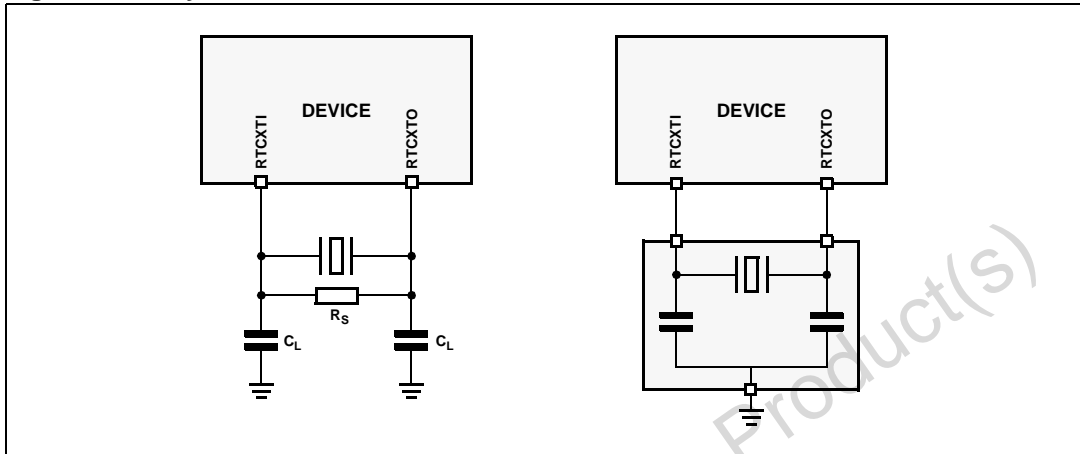 DEVICE
RTCXTI
RTCXTO
R_S
C_L
C_L
DEVICE
RTCXTI
RTCXTO
Product(s)